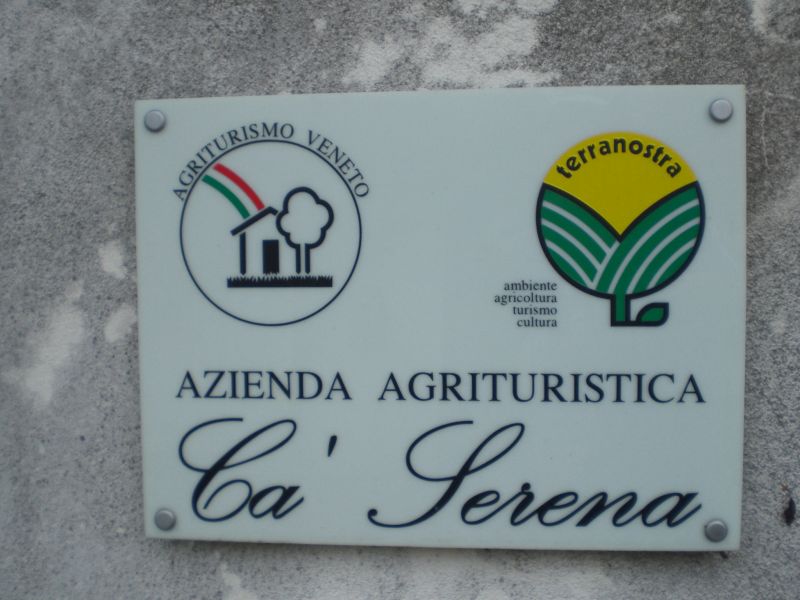 AGRITURISMO VENETO
terranostra
ambiente
agricoltura
turismo
cultura
AZIENDA AGRITURISTICA
Ca' Serena